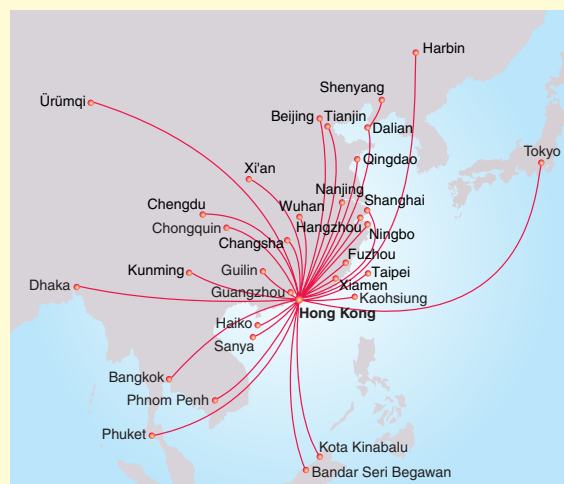 Harbin
Shenyang
Ürümqi
Beijing
Tianjin
Dalian
Tokyo
Qingdao
Xi'an
Nanjing
Shanghai
Chengdu
Wuhan
Chongquin
Hangzhou
Ningbo
Changsha
Fuzhou
Kunming
Guilin
Taipei
Dhaka
Guangzhou
Xiamen
Kaohsiung
Hong Kong
Haiko
Sanya
Bangkok
Phnom Penh
Phuket
Kota Kinabalu
Bandar Seri Begawan